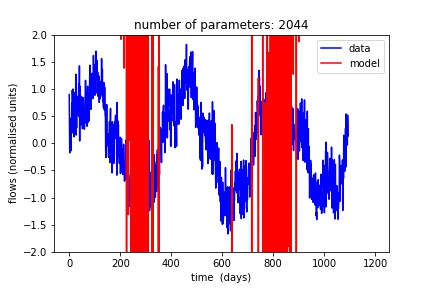 number of parameters: 2044
data
model
flows (normalised units)
2.0
1.5
1.0
0.5
0.0
−0.5
−1.0
−1.5
−2.0
0 200 400 600 800 1000 1200
time (days)